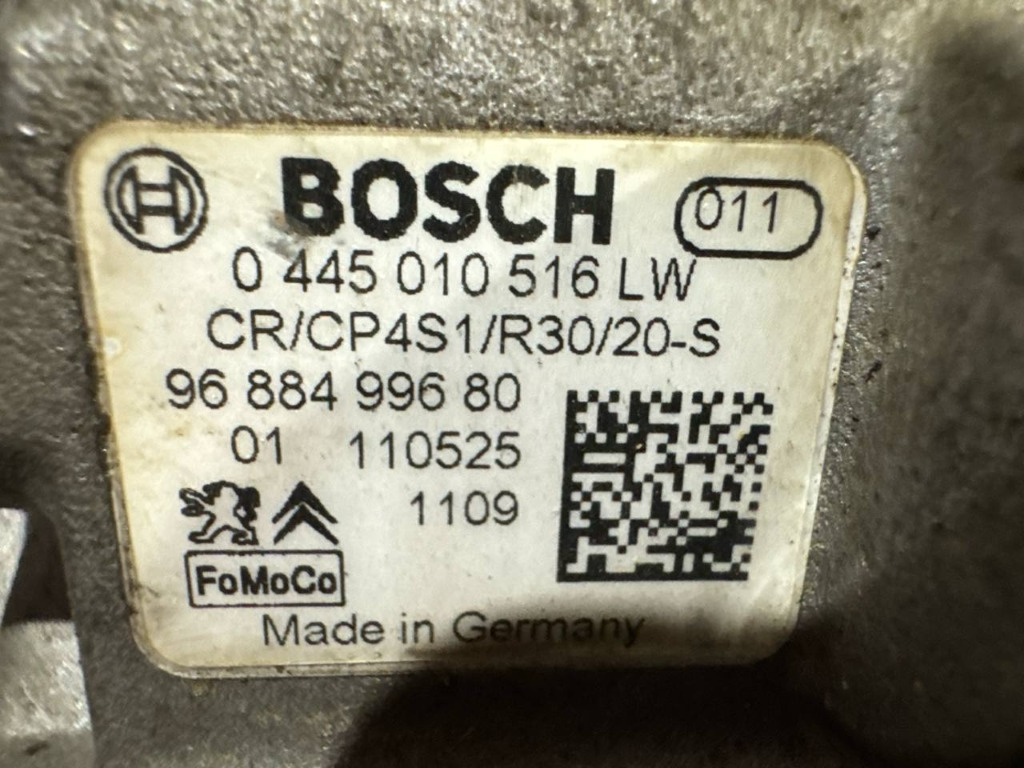 BOSCH 011
0 445 010 516 LW
CR/CP4S1/R30/20-S
96 884 996 80
01 110525
1109
FoMoCo
Made in Germany